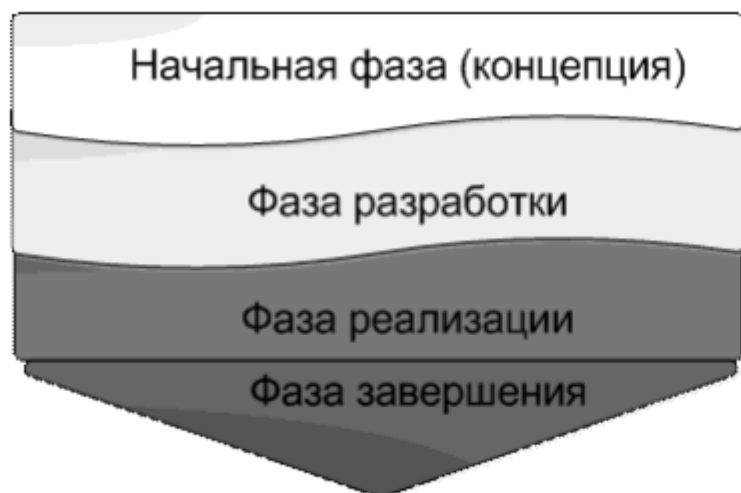 Начальная фаза (концепция)
Фаза разработки
Фаза реализации
Фаза завершения